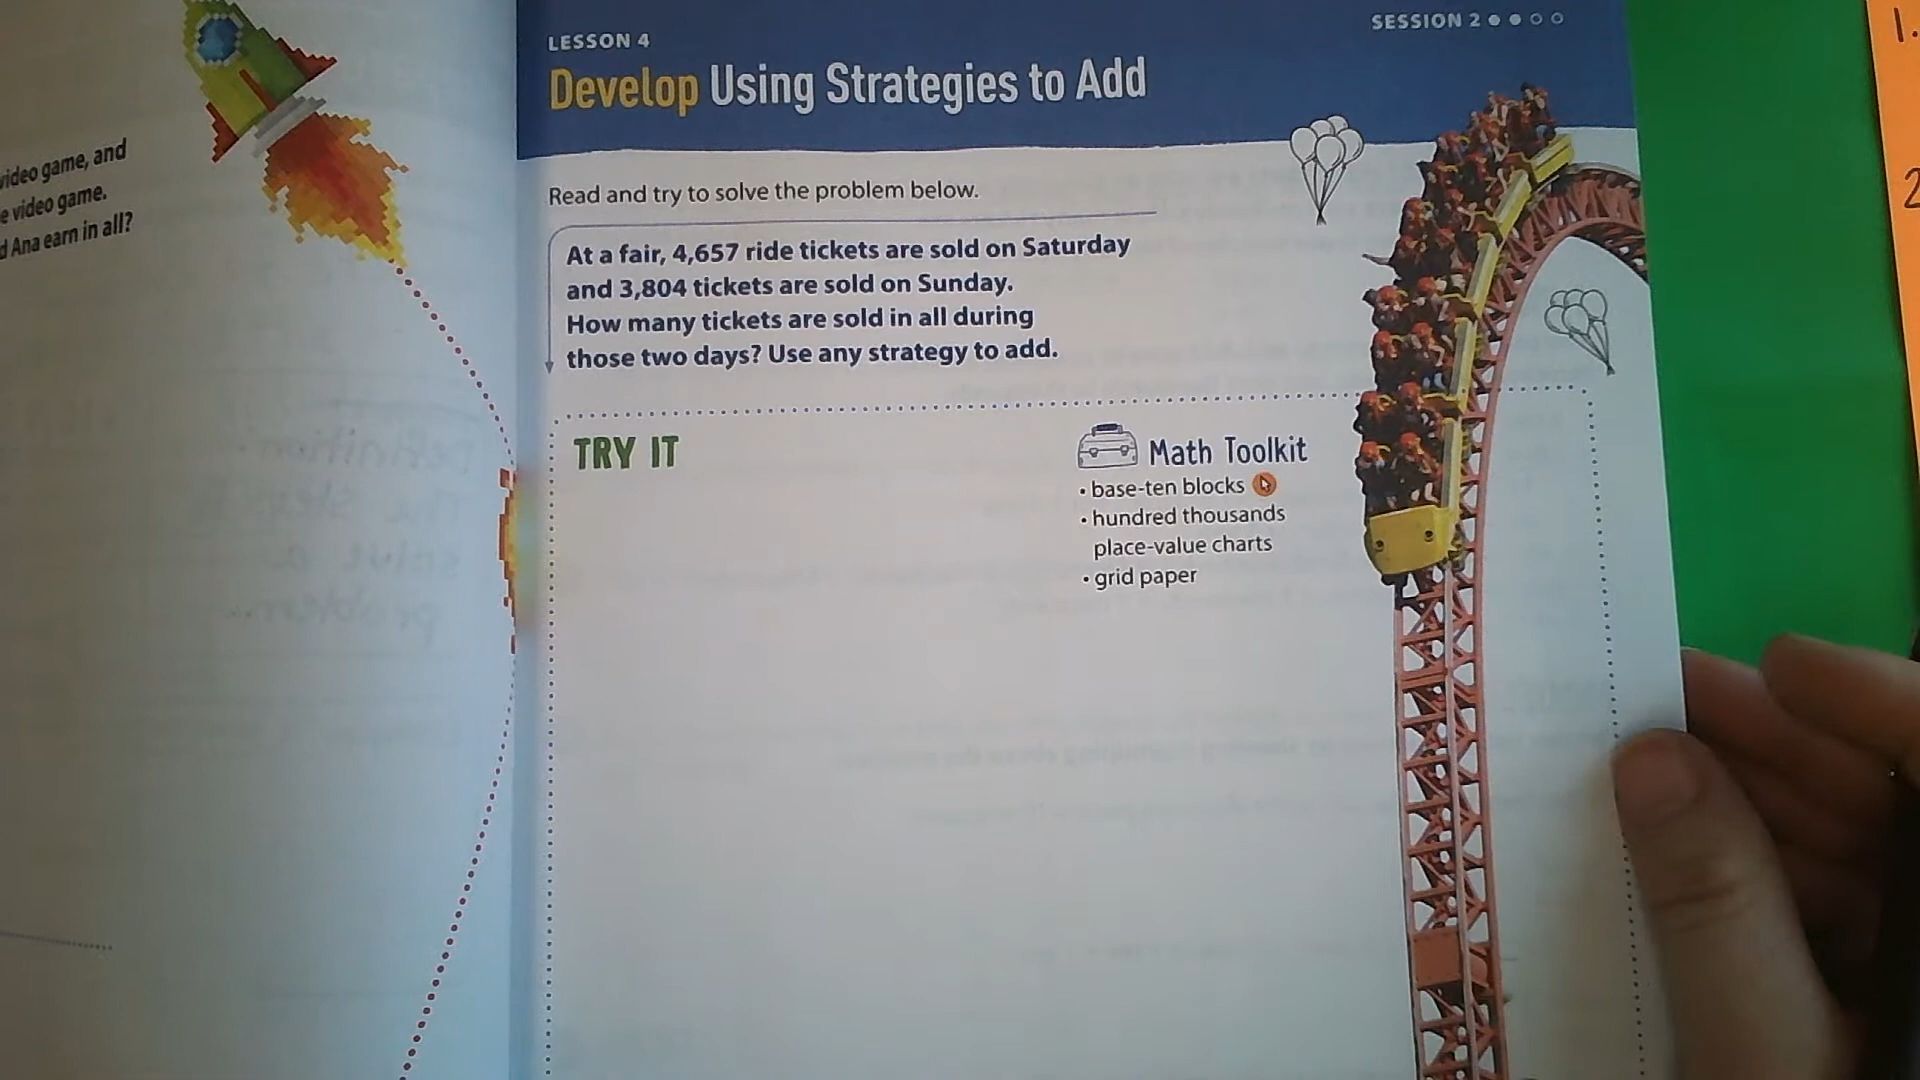 video game, and
e video game.
d Ana earn in all?
LESSON 4
SESSION 2
Develop Using Strategies to Add
Read and try to solve the problem below.
At a fair, 4,657 ride tickets are sold on Saturday
and 3,804 tickets are sold on Sunday.
How many tickets are sold in all during
those two days? Use any strategy to add.
TRY IT
Math Toolkit
• base-ten blocks
• hundred thousands
place-value charts
• grid paper
1.
2